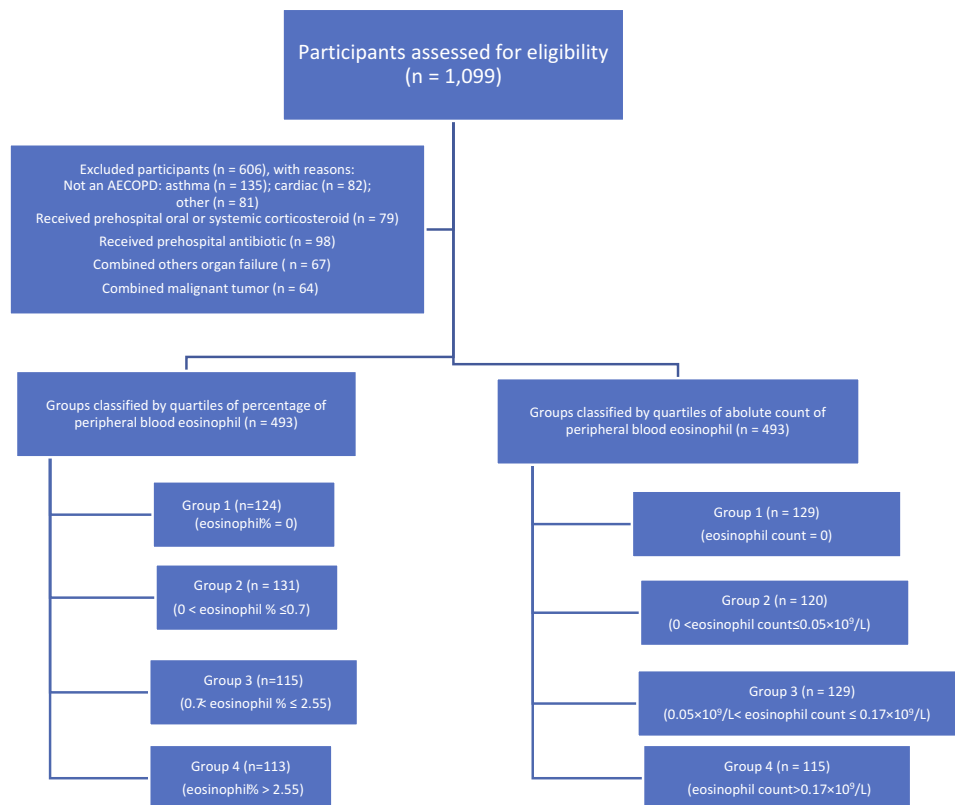 Participants assessed for eligibility
(n = 1,099)
Excluded participants (n = 606), with reasons:
Not an AECOPD: asthma (n = 135); cardiac (n = 82);
other (n = 81)
Received prehospital oral or systemic corticosteroid (n = 79)
Received prehospital antibiotic (n = 98)
Combined others organ failure ( n = 67)
Combined malignant tumor (n = 64)
Groups classified by quartiles of percentage of
peripheral blood eosinophil (n = 493)
Group 1 (n=124)
(eosinophil% = 0)
Group 2 (n = 131)
(0 < eosinophil % ≤0.7)
Group 3 (n=115)
(0.7< eosinophil % ≤ 2.55)
Group 4 (n=113)
(eosinophil% > 2.55)
Groups classified by quartiles of abolute count of
peripheral blood eosinophil (n = 493)
Group 1 (n = 129)
(eosinophil count = 0)
Group 2 (n = 120)
(0 <eosinophil count≤0.05×10⁹/L)
Group 3 (n = 129)
(0.05×10⁹/L< eosinophil count ≤ 0.17×10⁹/L)
Group 4 (n = 115)
(eosinophil count>0.17×10⁹/L)